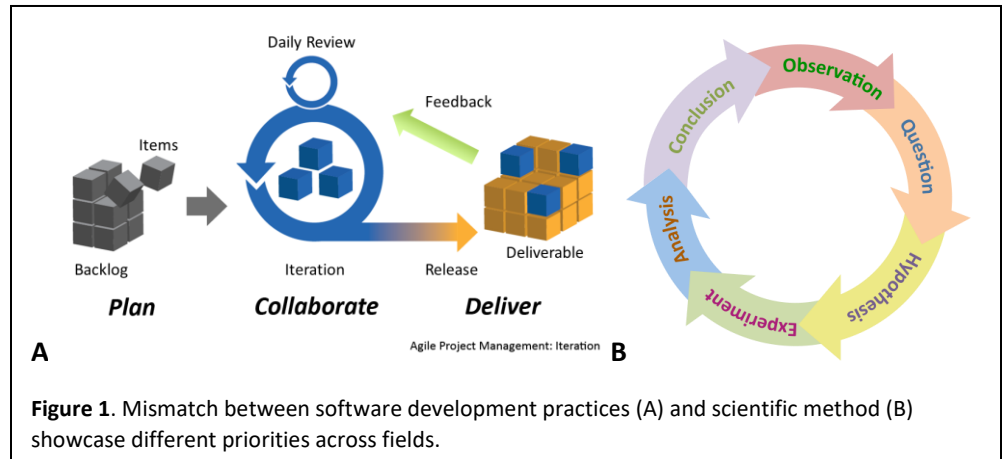 Daily Review
Feedback
Items
Backlog
Iteration
Release
Deliverable
Plan
Collaborate
Deliver
Agile Project Management: Iteration
A
Observation
Question
Hypothesis
Experiment
Analysis
Conclusion
B
Figure 1. Mismatch between software development practices (A) and scientific method (B)
showcase different priorities across fields.